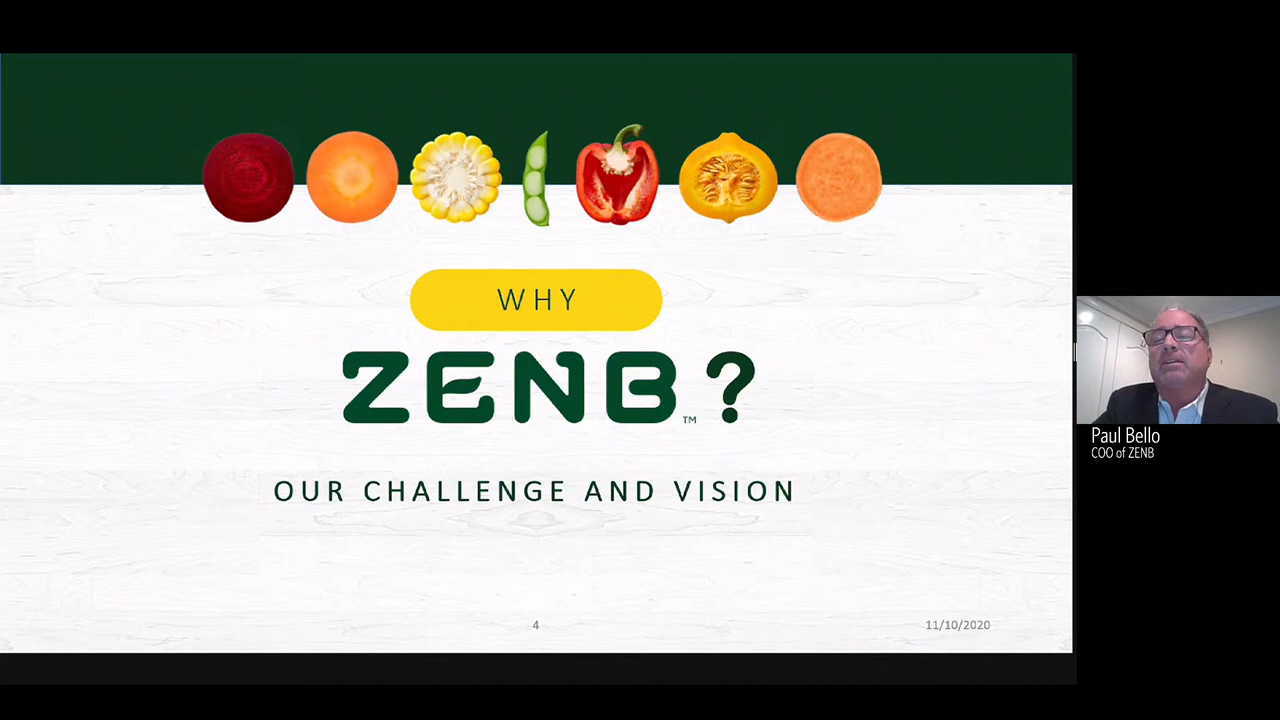 WHY
ZENB™?
OUR CHALLENGE AND VISION
4
11/10/2020
Paul Bello
COO of ZENB